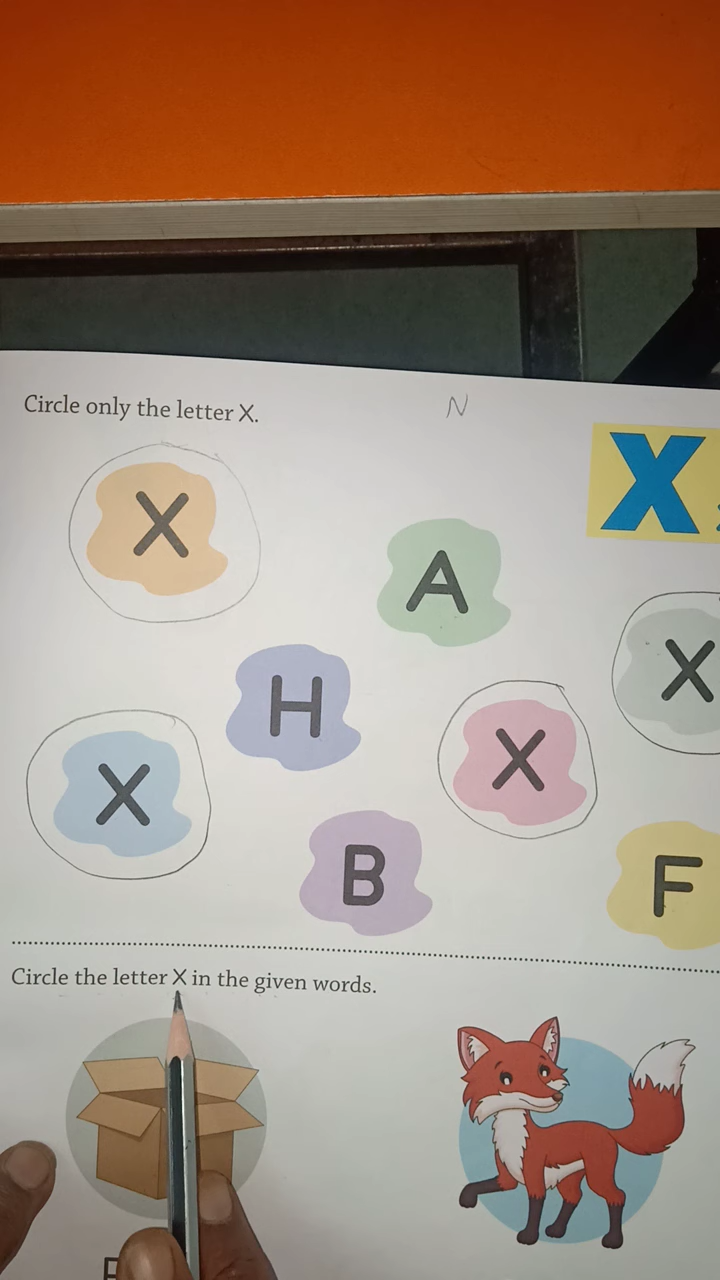 Circle only the letter X.
N
X
X
A
X
H
X
X
B
F
Circle the letter X in the given words.